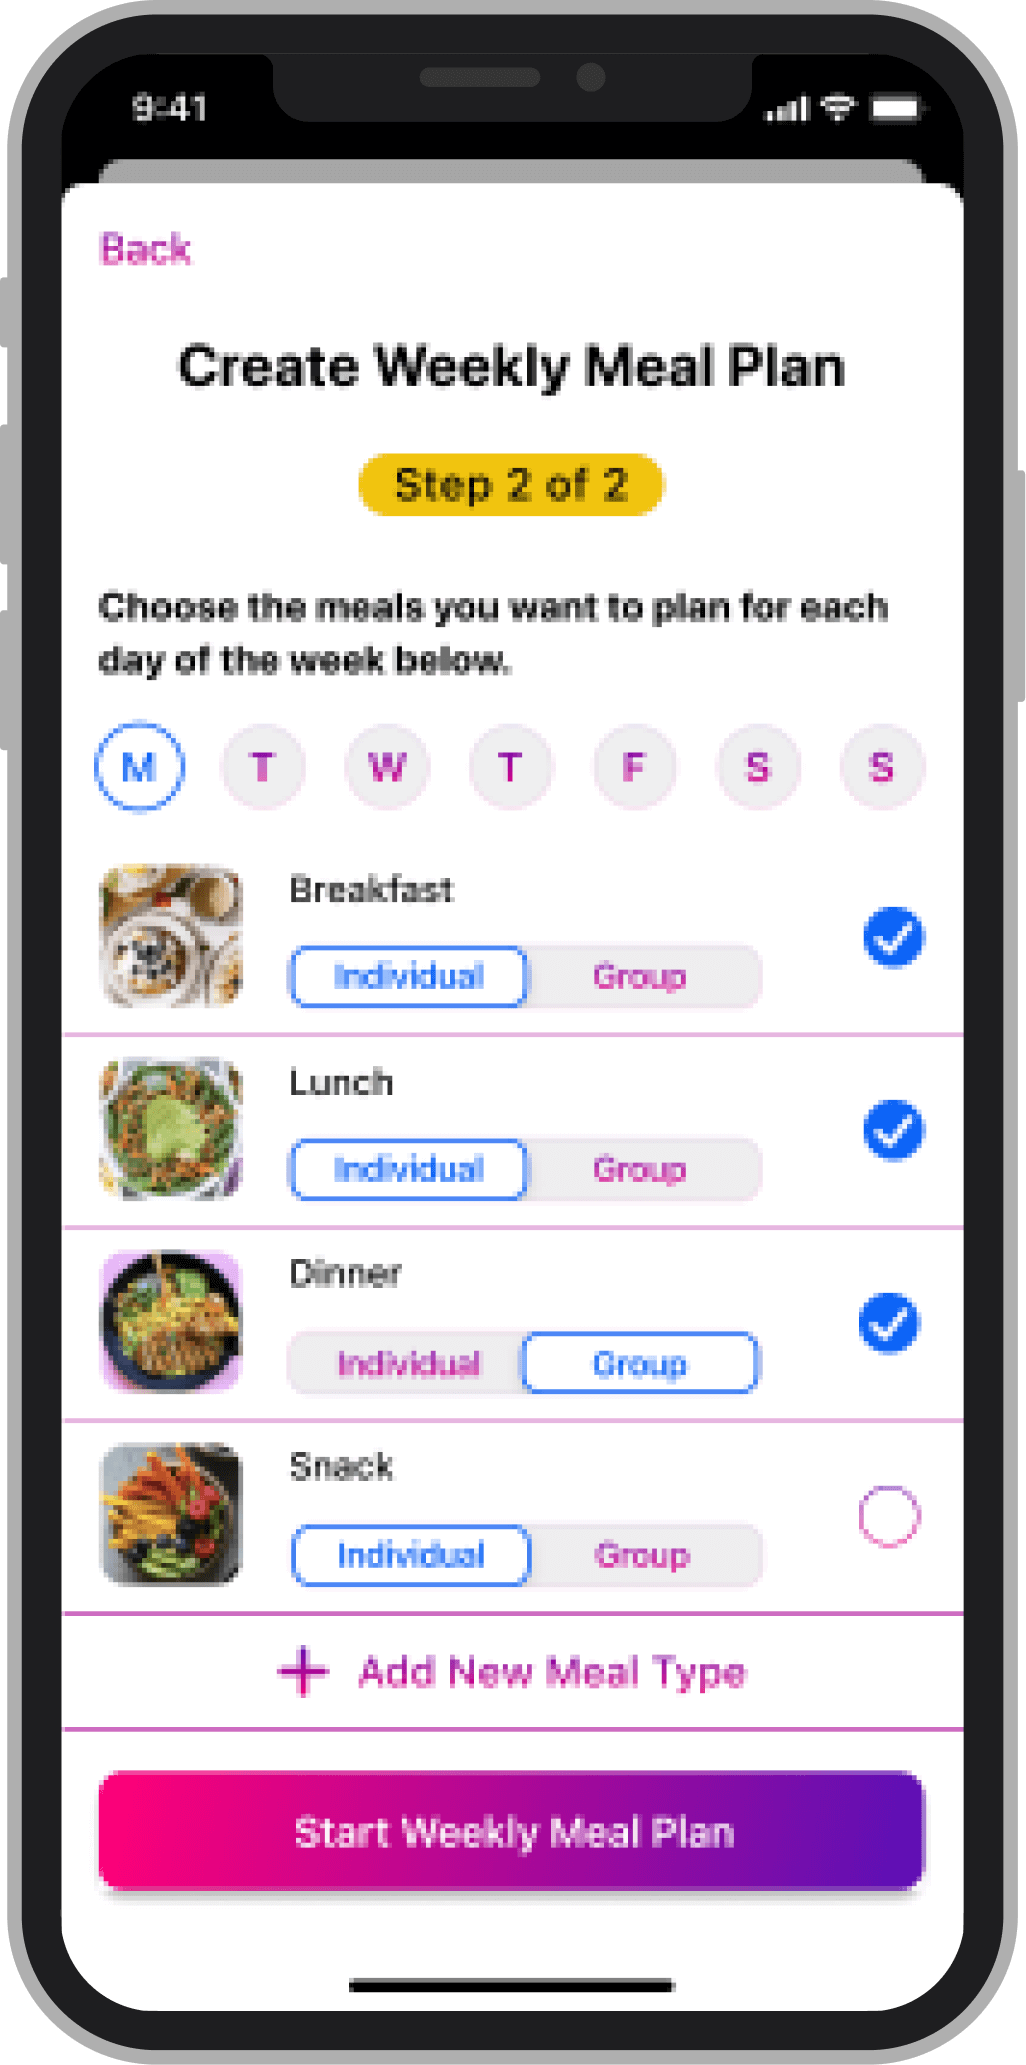 9:41
Back
Create Weekly Meal Plan
Step 2 of 2
Choose the meals you want to plan for each
day of the week below.
M T W T F S S
Breakfast
Individual Group
Lunch
Individual Group
Dinner
Individual Group
Snack
Individual Group
+ Add New Meal Type
Start Weekly Meal Plan